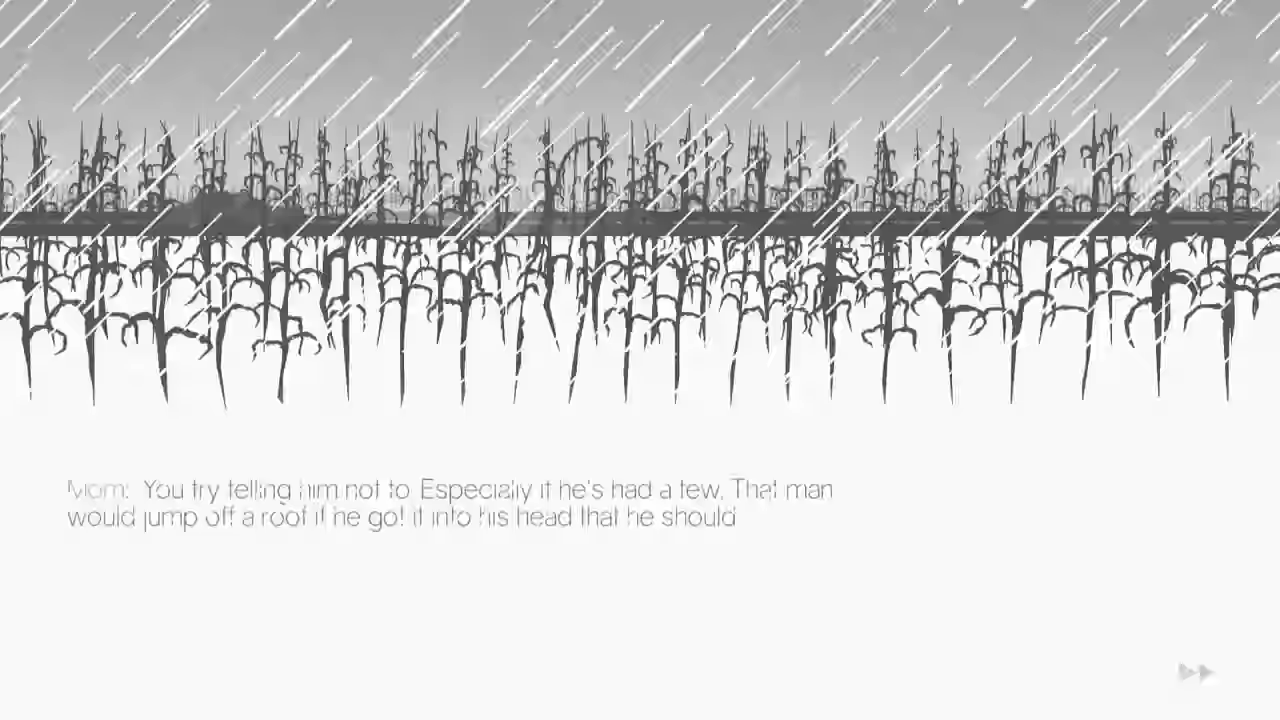 Mom: You try telling him not to. Especially if he's had a few. That man
would jump off a roof if he got it into his head that he should